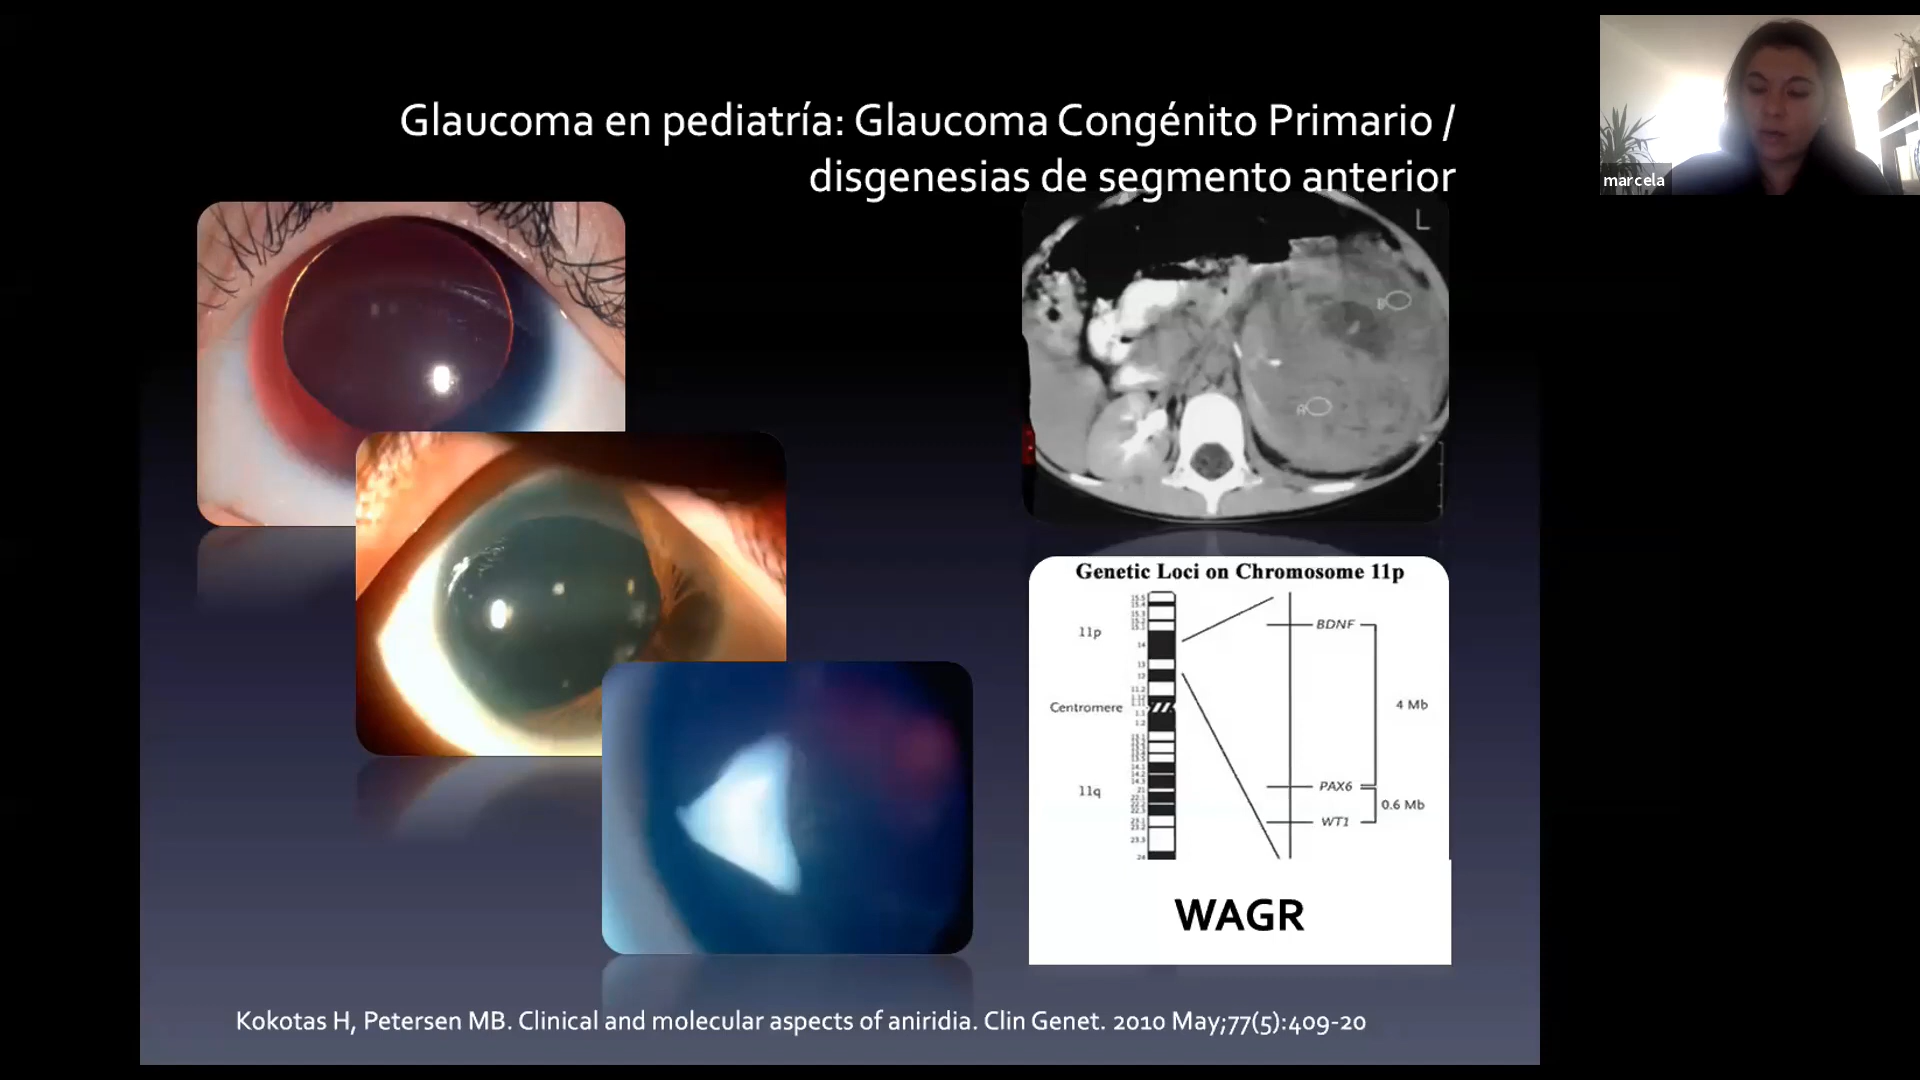 Glaucoma en pediatría: Glaucoma Congénito Primario /
disgenesias de segmento anterior
marcela
L
B
A
Genetic Loci on Chromosome 11p
11p
Centromere
11q
BDNF
4 Mb
PAX6
0.6 Mb
WT1
WAGR
Kokotas H, Petersen MB. Clinical and molecular aspects of aniridia. Clin Genet. 2010 May;77(5):409-20